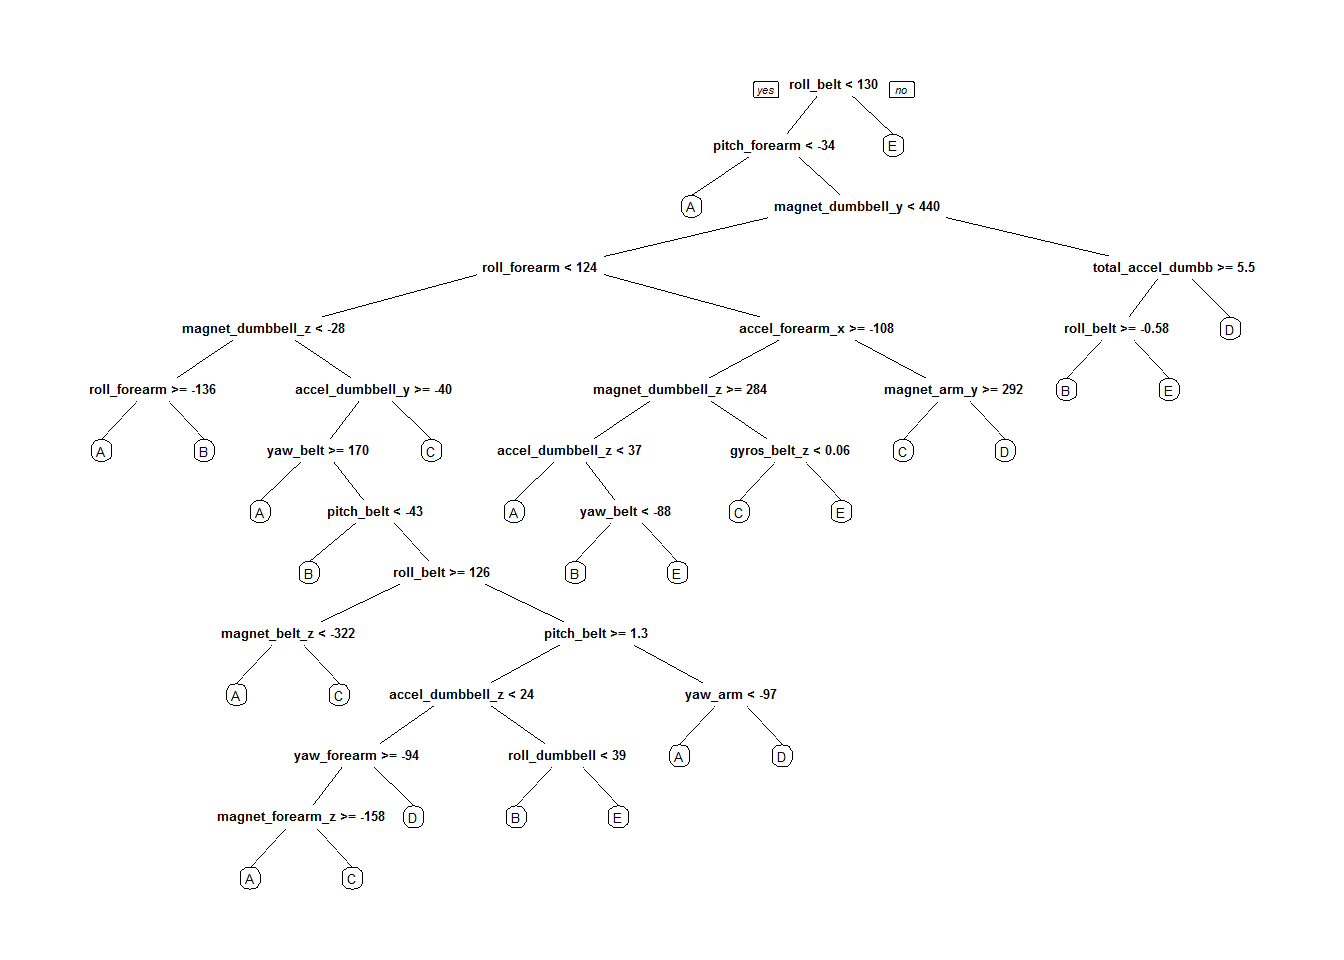 yes roll_belt < 130 no
pitch_forearm < -34 E
A magnet_dumbbell_y < 440
roll_forearm < 124 total_accel_dumbb >= 5.5
magnet_dumbbell_z < -28 accel_forearm_x >= -108 roll_belt >= -0.58 D
roll_forearm >= -136 accel_dumbbell_y >= -40 magnet_dumbbell_z >= 284 magnet_arm_y >= 292 B E
A B yaw_belt >= 170 C accel_dumbbell_z < 37 gyros_belt_z < 0.06 C D
A pitch_belt < -43 A yaw_belt < -88 C E
B roll_belt >= 126 B E
magnet_belt_z < -322 pitch_belt >= 1.3
A C accel_dumbbell_z < 24 yaw_arm < -97
yaw_forearm >= -94 roll_dumbbell < 39 A D
magnet_forearm_z >= -158 D B E
A C